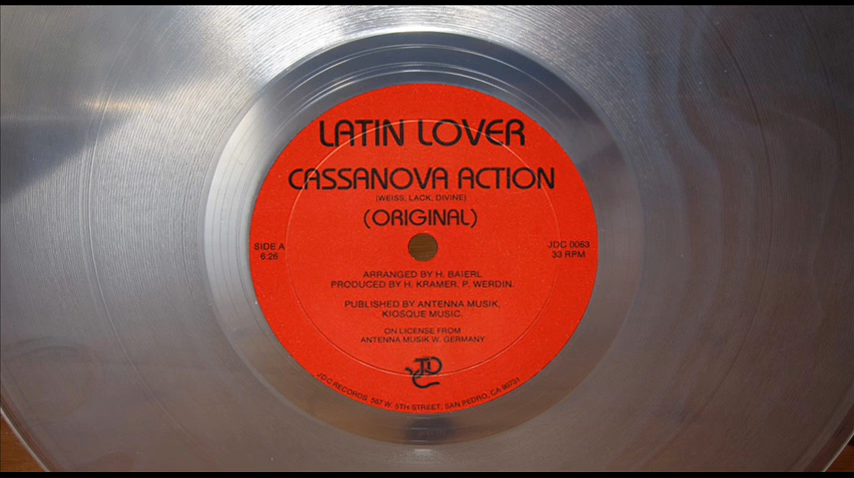 LATIN LOVER
CASSANOVA ACTION
(WEISS, LACK, DIVINE)
(ORIGINAL)
SIDE A
6:26
JDC 0063
33 RPM
ARRANGED BY H. BAIERL
PRODUCED BY H. KRAMER, P. WERDIN.
PUBLISHED BY ANTENNA MUSIK,
KIOSQUE MUSIC.
ON LICENSE FROM
ANTENNA MUSIK W. GERMANY
JDC
JDC RECORDS, 567 W. 5TH STREET, SAN PEDRO, CA 90731